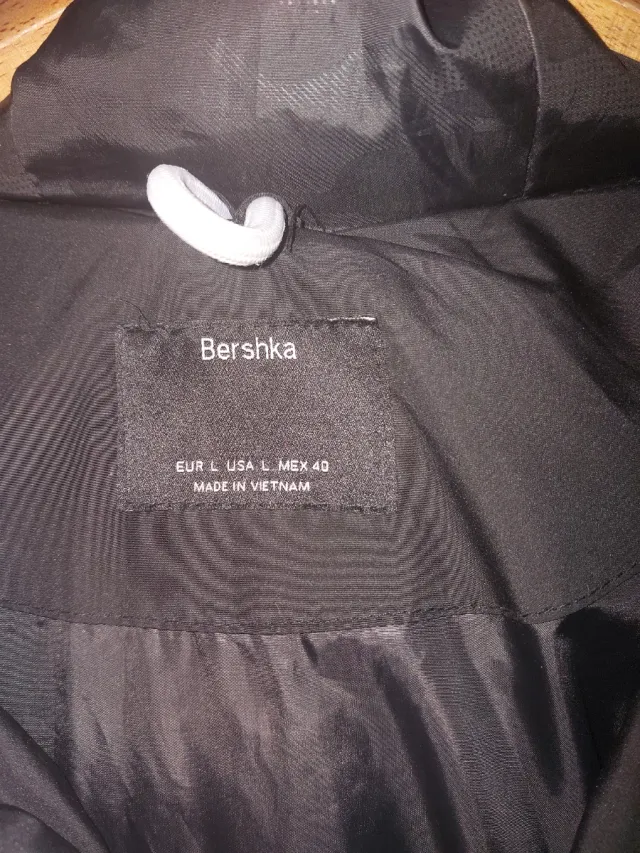 Bershka
EUR L USA L MEX 40
MADE IN VIETNAM